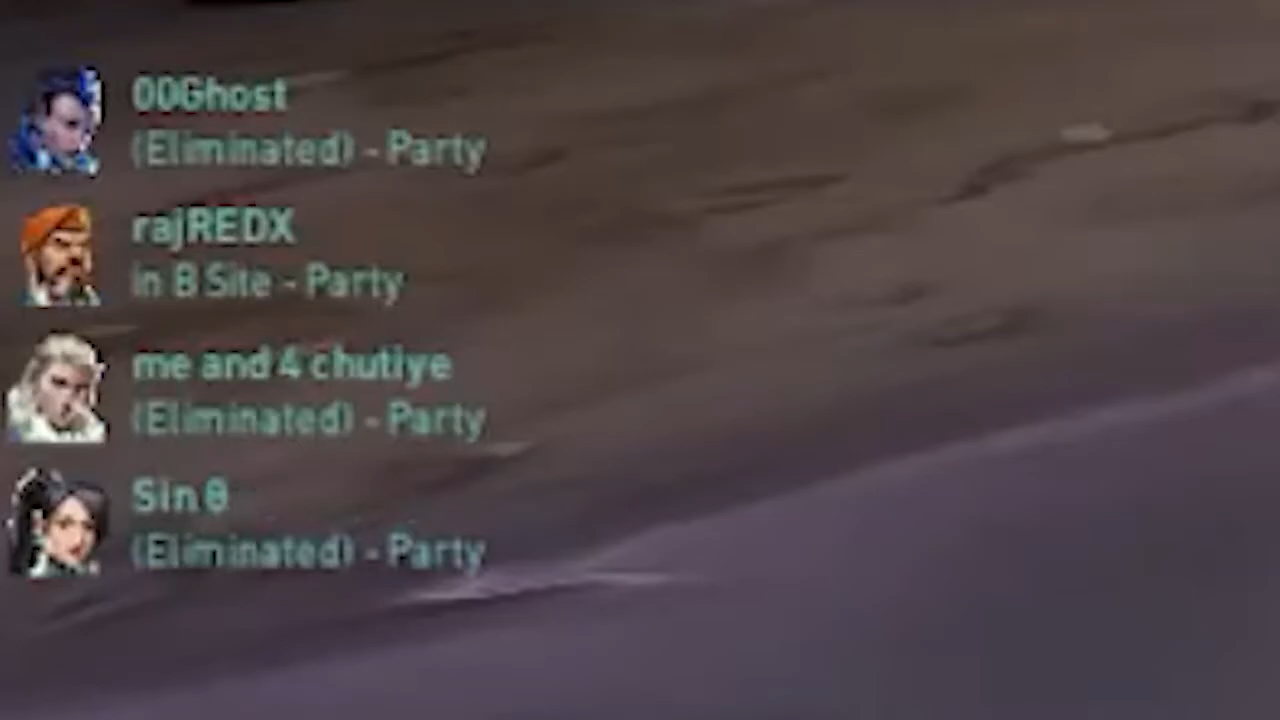 00Ghost
(Eliminated) - Party
rajREDX
in B Site - Party
me and 4 chutiye
(Eliminated) - Party
Sin 8
(Eliminated) - Party